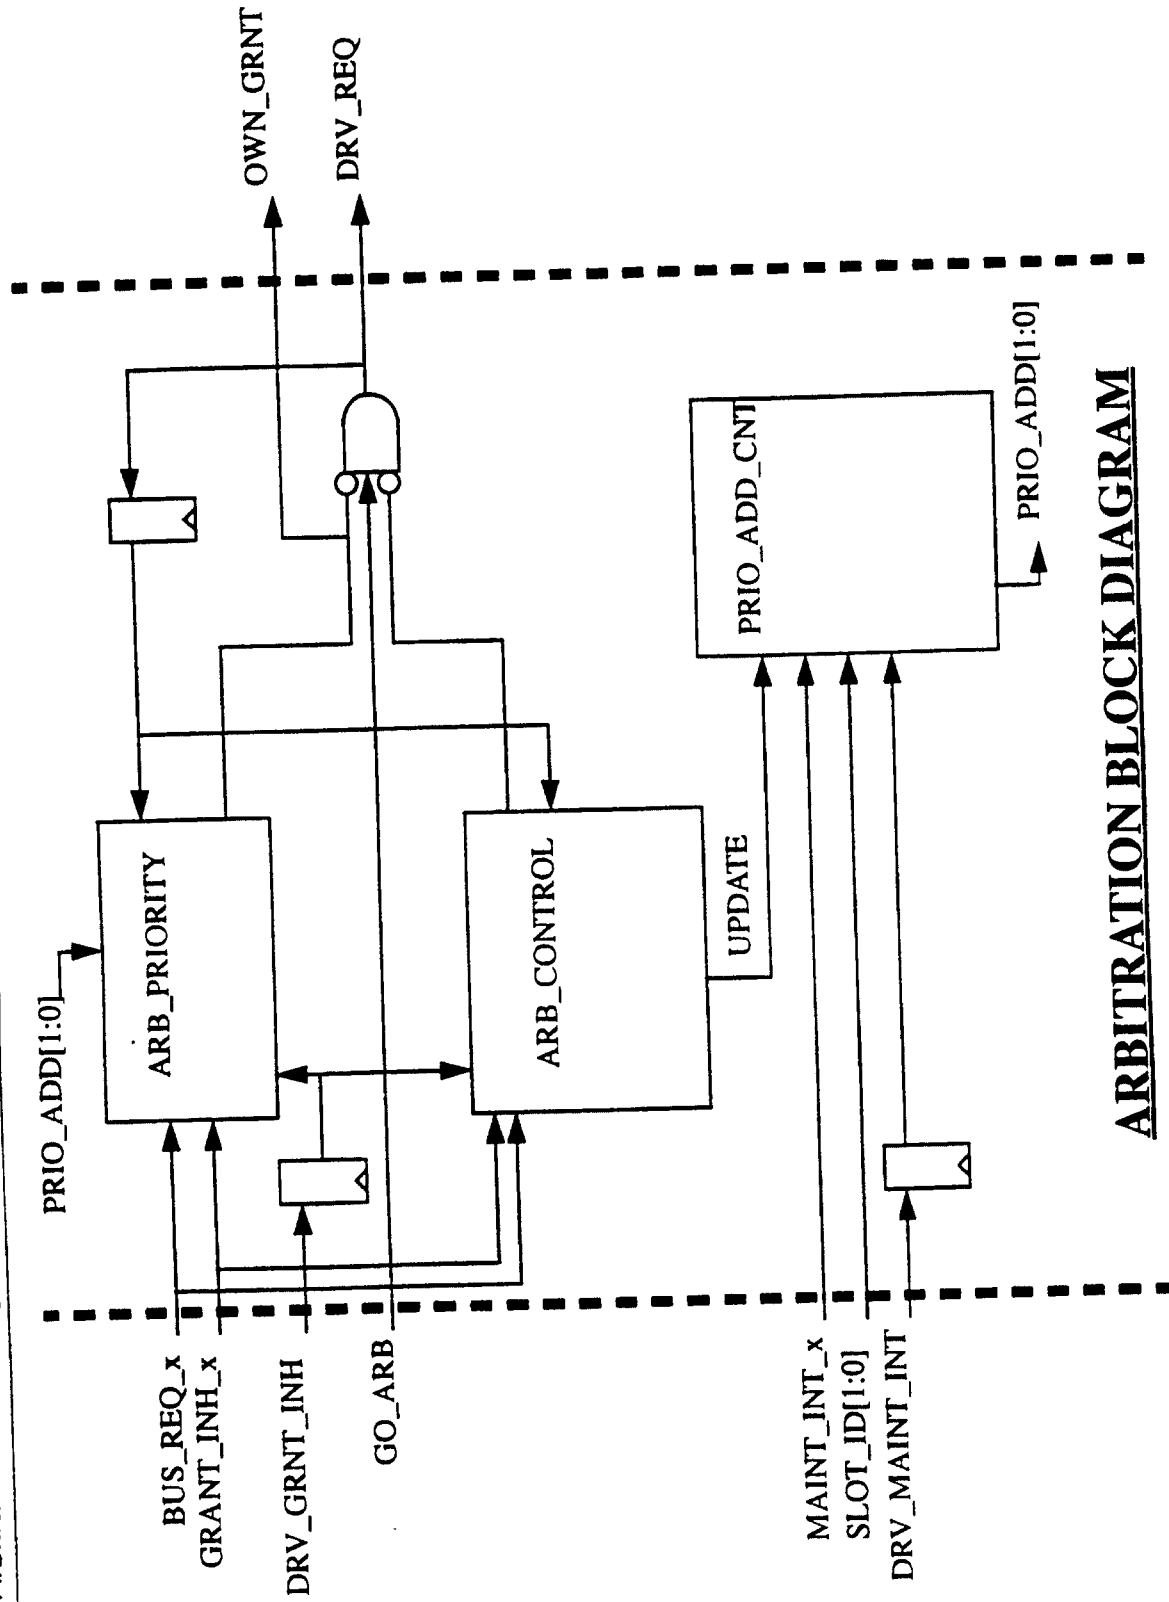 PRIO_ADD[1:0]
BUS_REQ_x
GRANT_INH_x
DRV_GRNT_INH
GO_ARB
ARB_PRIORITY
ARB_CONTROL
UPDATE
OWN_GRNT
DRV_REQ
MAINT_INT_x
SLOT_ID[1:0]
DRV_MAINT_INT
PRIO_ADD_CNT
PRIO_ADD[1:0]
ARBITRATION BLOCK DIAGRAM